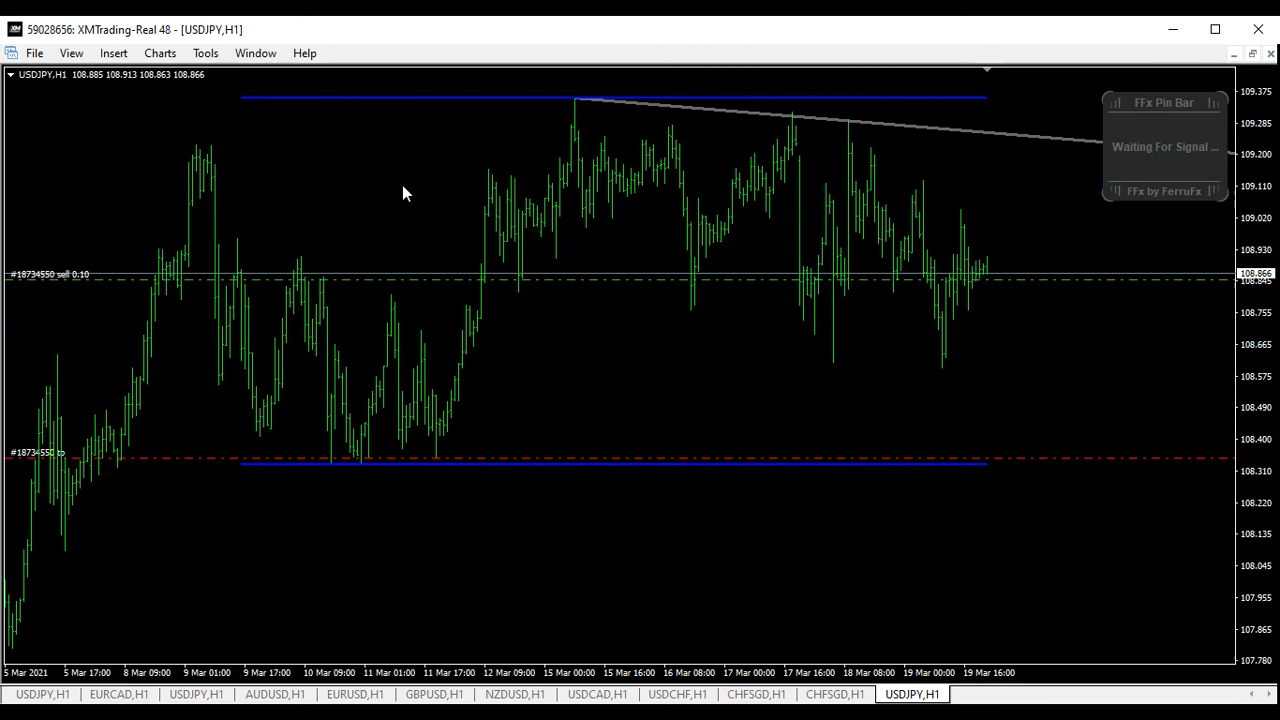 59028656: XMTrading-Real 48 - [USDJPY,H1]
File View Insert Charts Tools Window Help
USDJPY,H1 108.885 108.913 108.863 108.866
109.375
FFx Pin Bar
109.285
Waiting For Signal ...
109.200
109.110
FFx by FerruFx
109.020
108.930
#18734550 sell 0.10
108.866
108.845
108.755
108.665
108.575
108.490
108.400
#18734550 tp
108.310
108.220
108.135
108.045
107.955
107.865
107.780
5 Mar 2021 5 Mar 17:00 8 Mar 09:00 9 Mar 01:00 9 Mar 17:00 10 Mar 09:00 11 Mar 01:00 11 Mar 17:00 12 Mar 09:00 15 Mar 00:00 15 Mar 16:00 16 Mar 08:00 17 Mar 00:00 17 Mar 16:00 18 Mar 08:00 19 Mar 00:00 19 Mar 16:00
USDJPY,H1 EURCAD,H1 USDJPY,H1 AUDUSD,H1 EURUSD,H1 GBPUSD,H1 NZDUSD,H1 USDCAD,H1 USDCHF,H1 CHFSGD,H1 CHFSGD,H1 USDJPY,H1